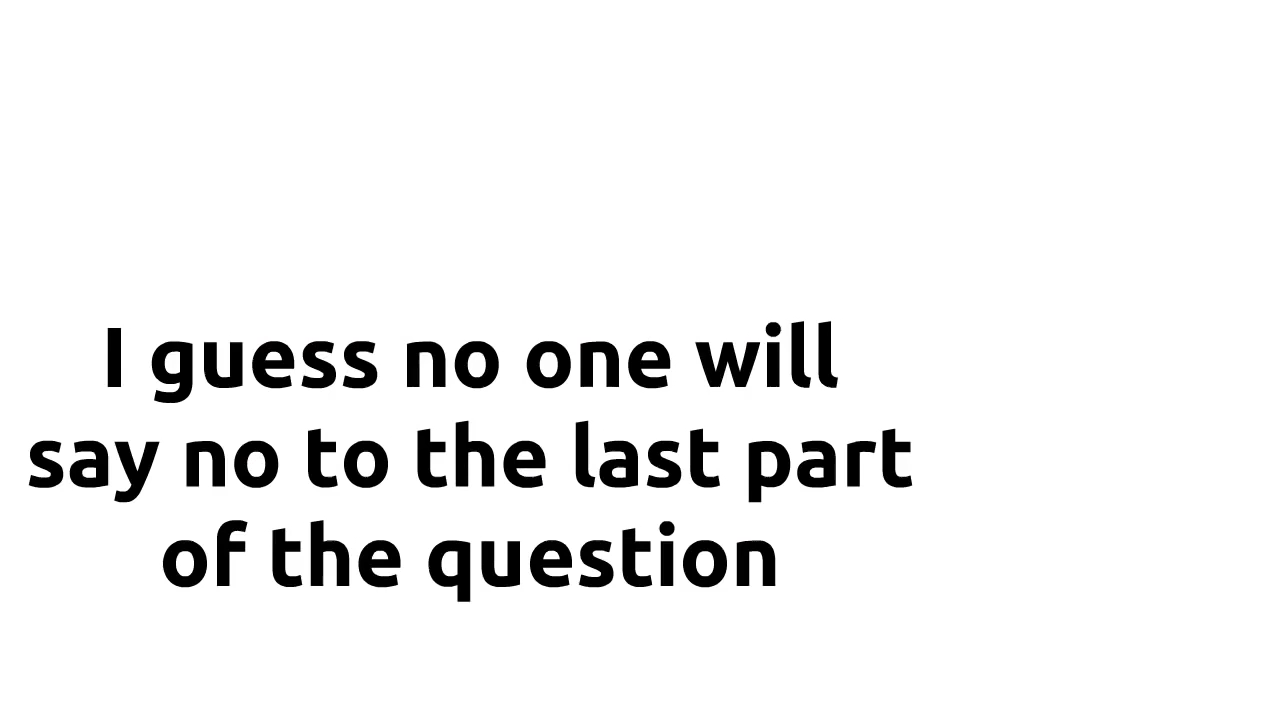 I guess no one will
say no to the last part
of the question